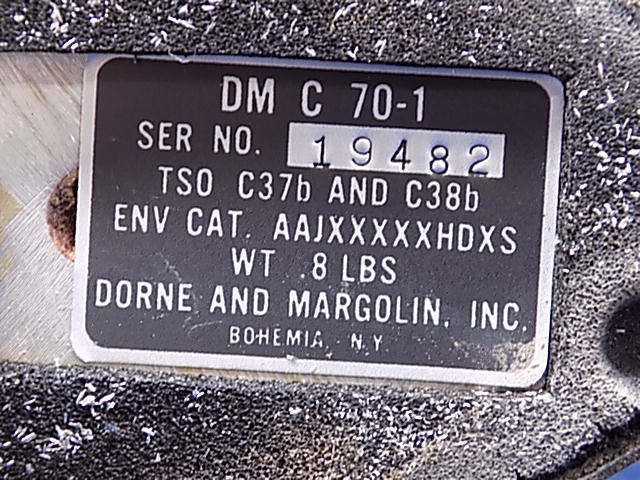 DM C 70-1
SER NO. 19482
TSO C37b AND C38b
ENV CAT. AAJXXXXXHDXS
WT .8 LBS
DORNE AND MARGOLIN, INC.
BOHEMIA, N.Y